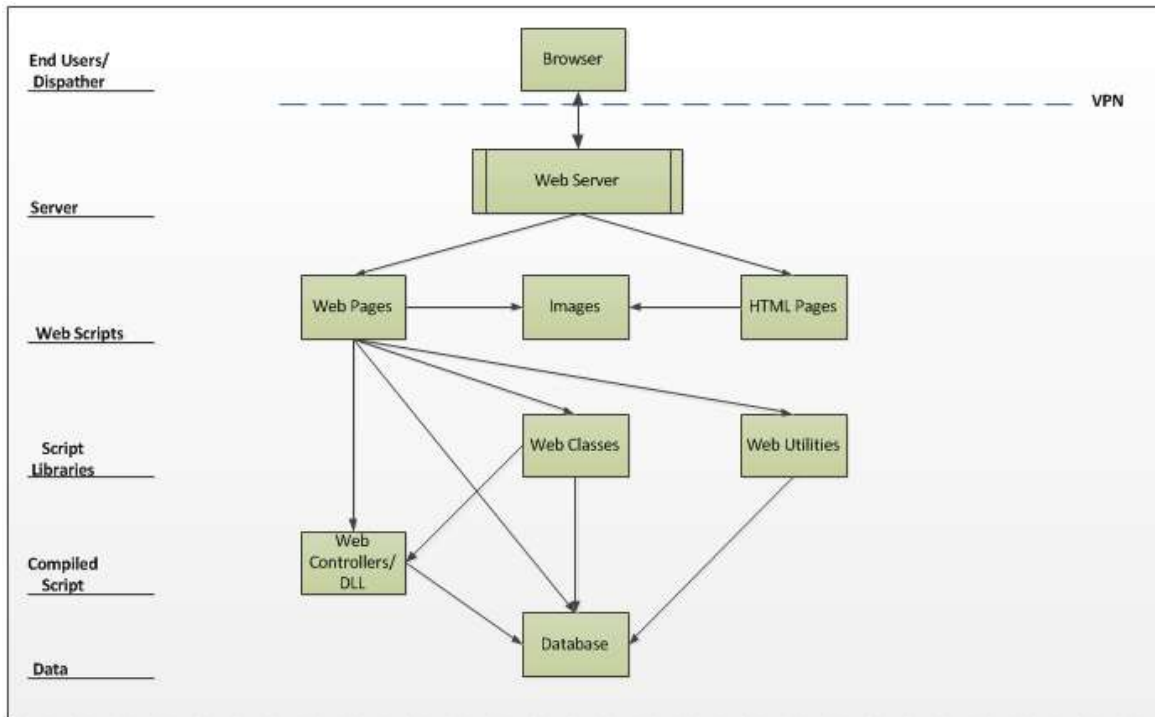 End Users/
Dispather
Browser
VPN
Web Server
Server
Web Pages
Images
HTML Pages
Web Scripts
Web Classes
Web Utilities
Script
Libraries
Web
Controllers/
DLL
Compiled
Script
Database
Data